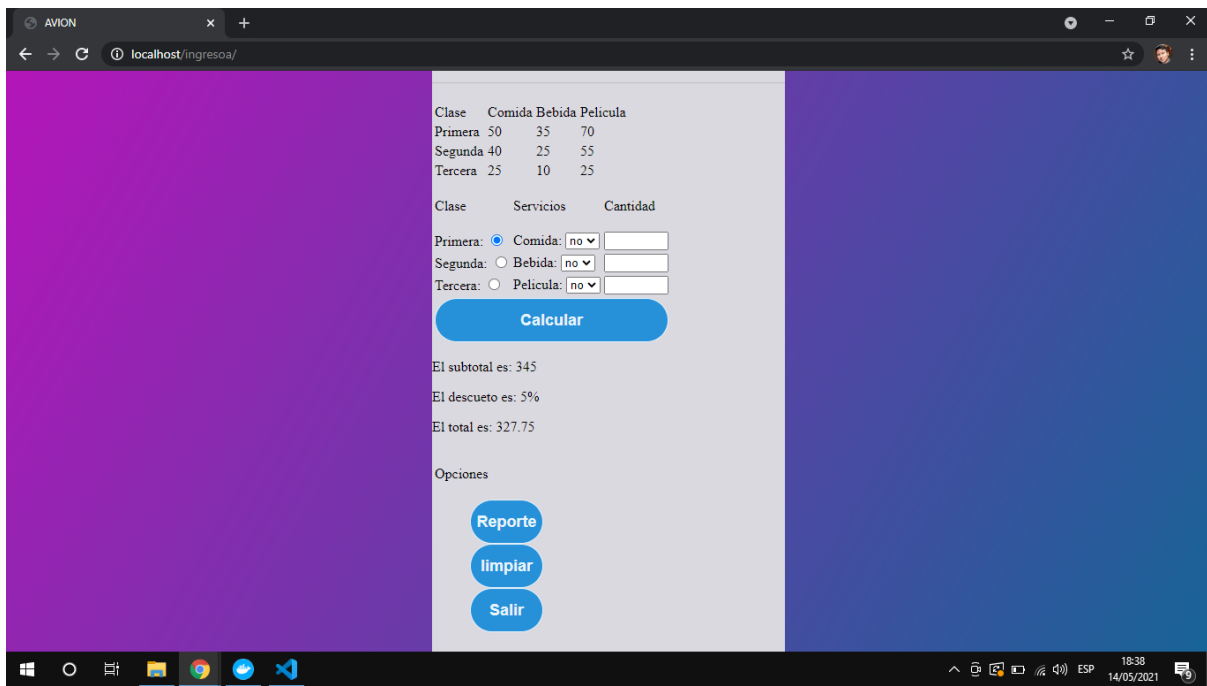 AVION
localhost/ingresoa/
Clase Comida Bebida Pelicula
Primera 50 35 70
Segunda 40 25 55
Tercera 25 10 25
Clase Servicios Cantidad
Primera: Comida: no
Segunda: Bebida: no
Tercera: Pelicula: no
Calcular
El subtotal es: 345
El descueto es: 5%
El total es: 327.75
Opciones
Reporte
limpiar
Salir
ESP
18:38
14/05/2021
9